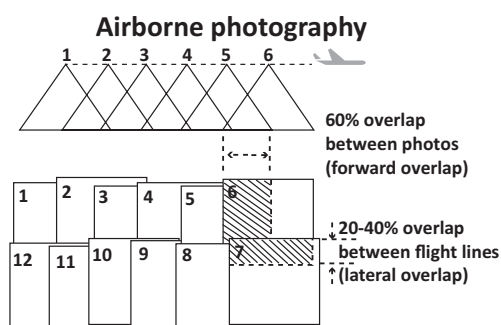 Airborne photography
1 2 3 4 5 6
60% overlap
between photos
(forward overlap)
1 2 3 4 5 6
20-40% overlap
between flight lines
(lateral overlap)
12 11 10 9 8 7